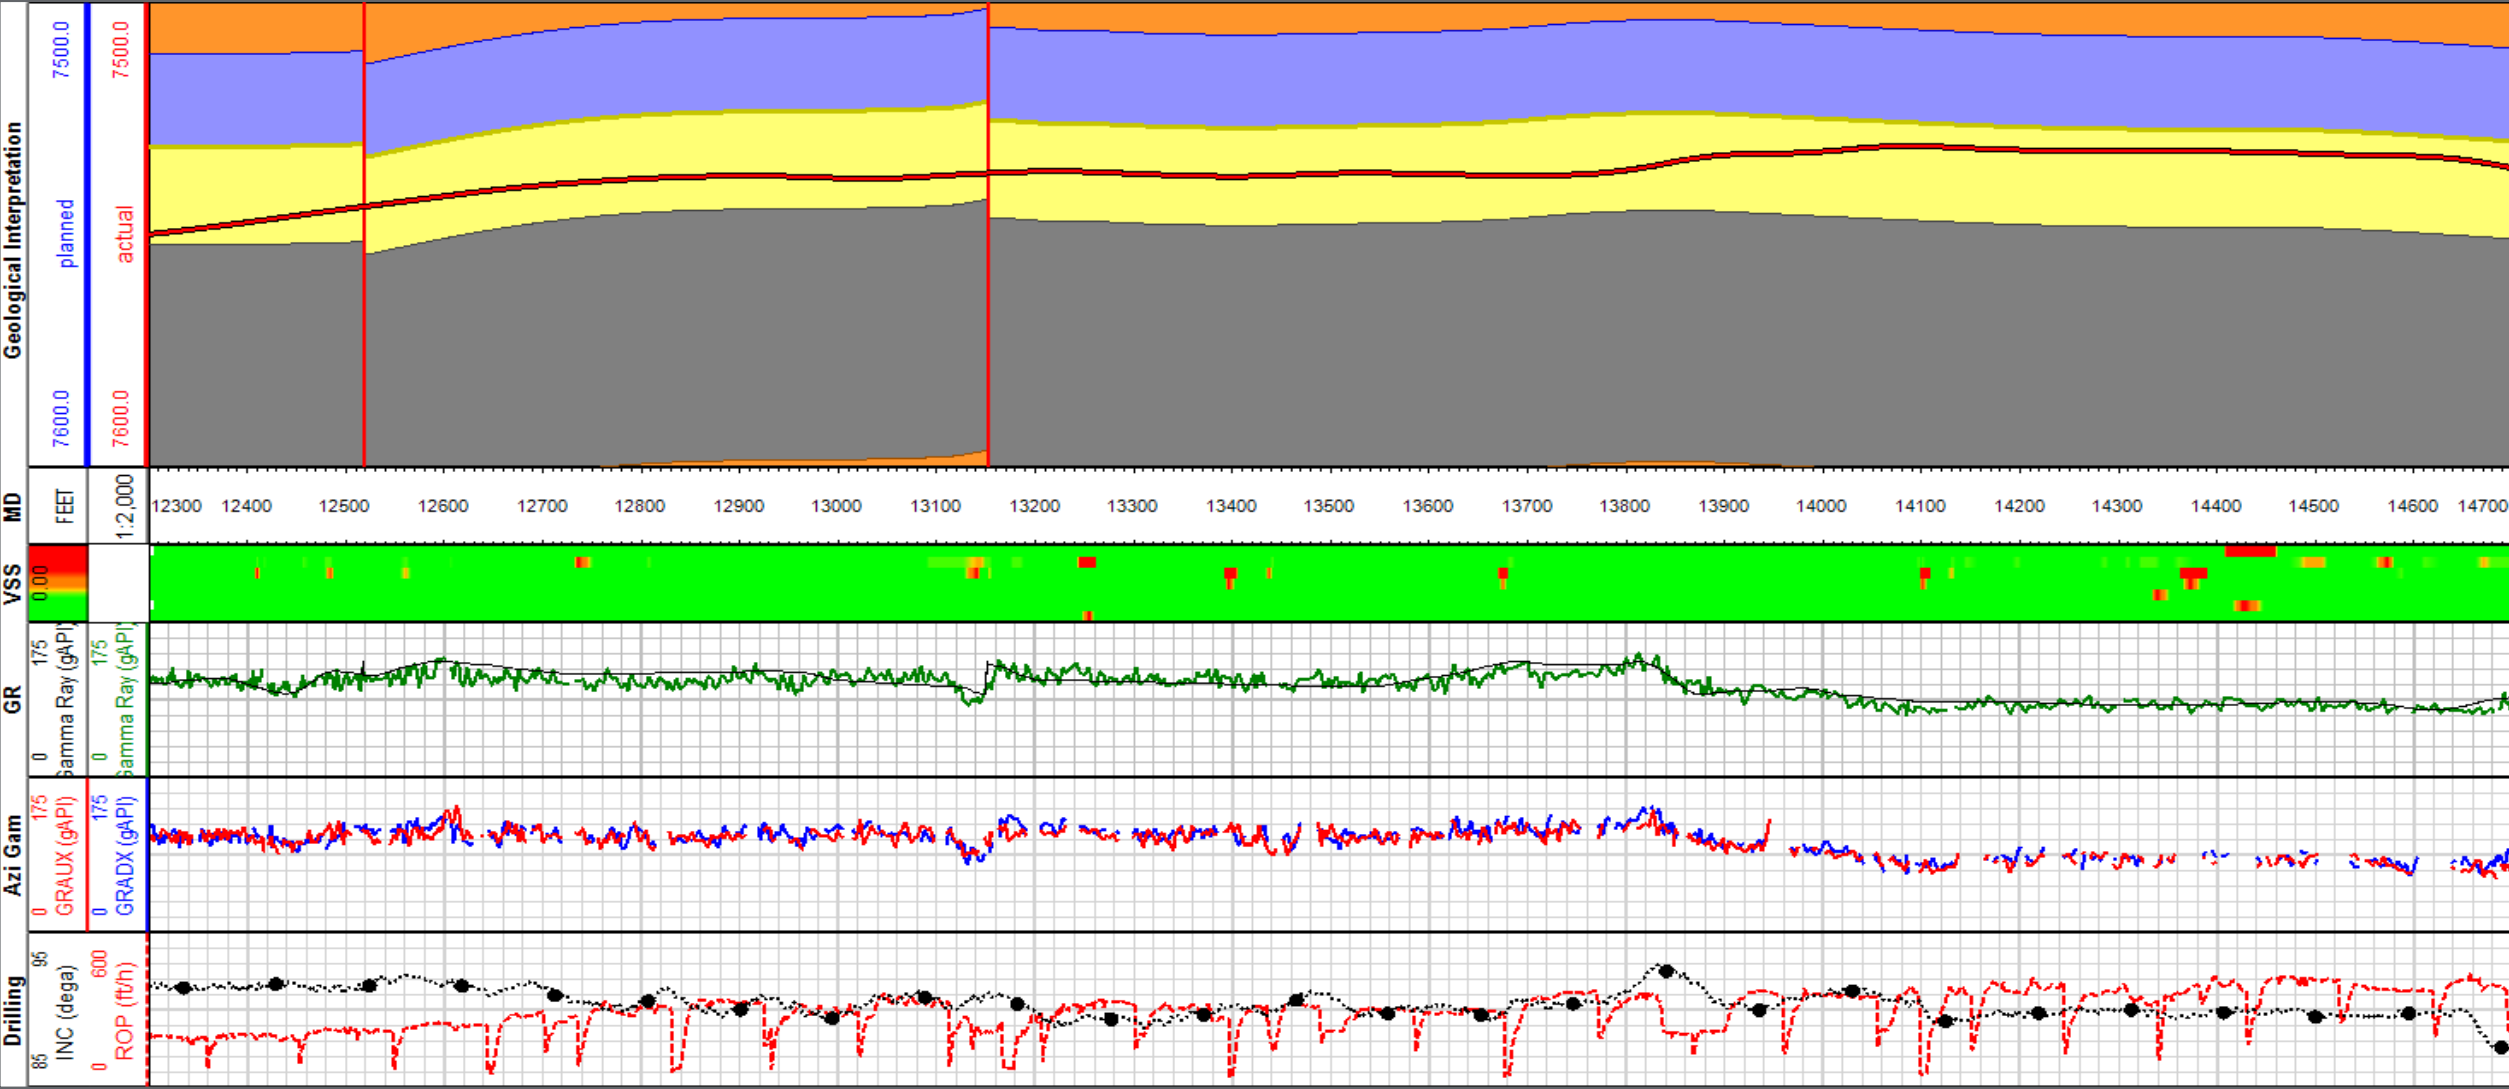 Geological Interpretation
7500.0
planned
7600.0
7500.0
actual
7600.0
MD
FEET
1:2,000
12300 12400 12500 12600 12700 12800 12900 13000 13100 13200 13300 13400 13500 13600 13700 13800 13900 14000 14100 14200 14300 14400 14500 14600 14700
VSS
0.00
GR
0 Gamma Ray (gAPI) 175
0 Gamma Ray (gAPI) 175
Azi Gam
0 GRAUX (gAPI) 175
0 GRADX (gAPI) 175
Drilling
85 INC (dega) 95
0 ROP (ft/h) 600